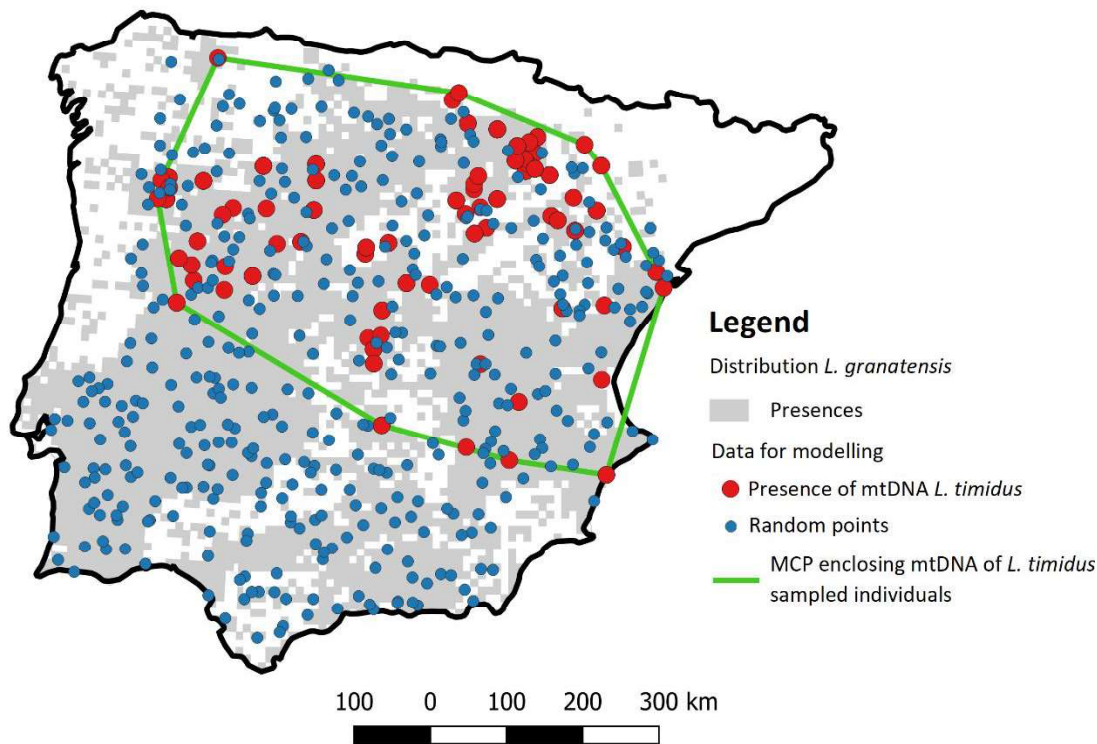 Legend
Distribution L. granatensis
Presences
Data for modelling
Presence of mtDNA L. timidus
Random points
MCP enclosing mtDNA of L. timidus
sampled individuals
100 0 100 200 300 km